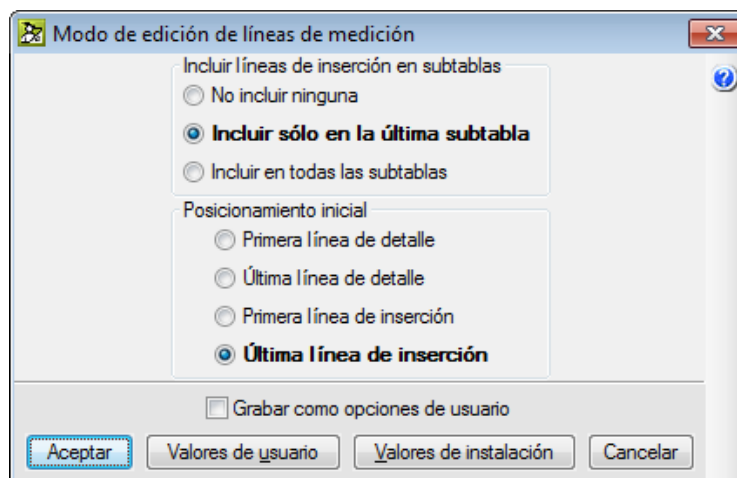 Modo de edición de líneas de medición
Incluir líneas de inserción en subtablas
No incluir ninguna
Incluir sólo en la última subtabla
Incluir en todas las subtablas
Posicionamiento inicial
Primera línea de detalle
Última línea de detalle
Primera línea de inserción
Última línea de inserción
Grabar como opciones de usuario
Aceptar Valores de usuario Valores de instalación Cancelar